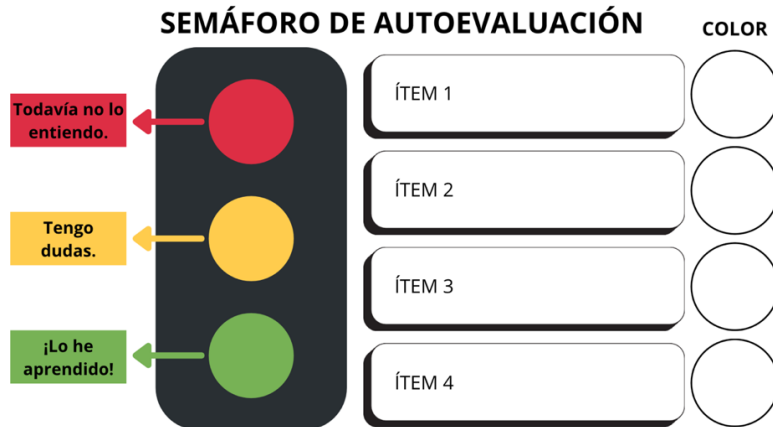 SEMÁFORO DE AUTOEVALUACIÓN
COLOR
Todavía no lo
entiendo.
Tengo
dudas.
¡Lo he
aprendido!
ÍTEM 1
ÍTEM 2
ÍTEM 3
ÍTEM 4